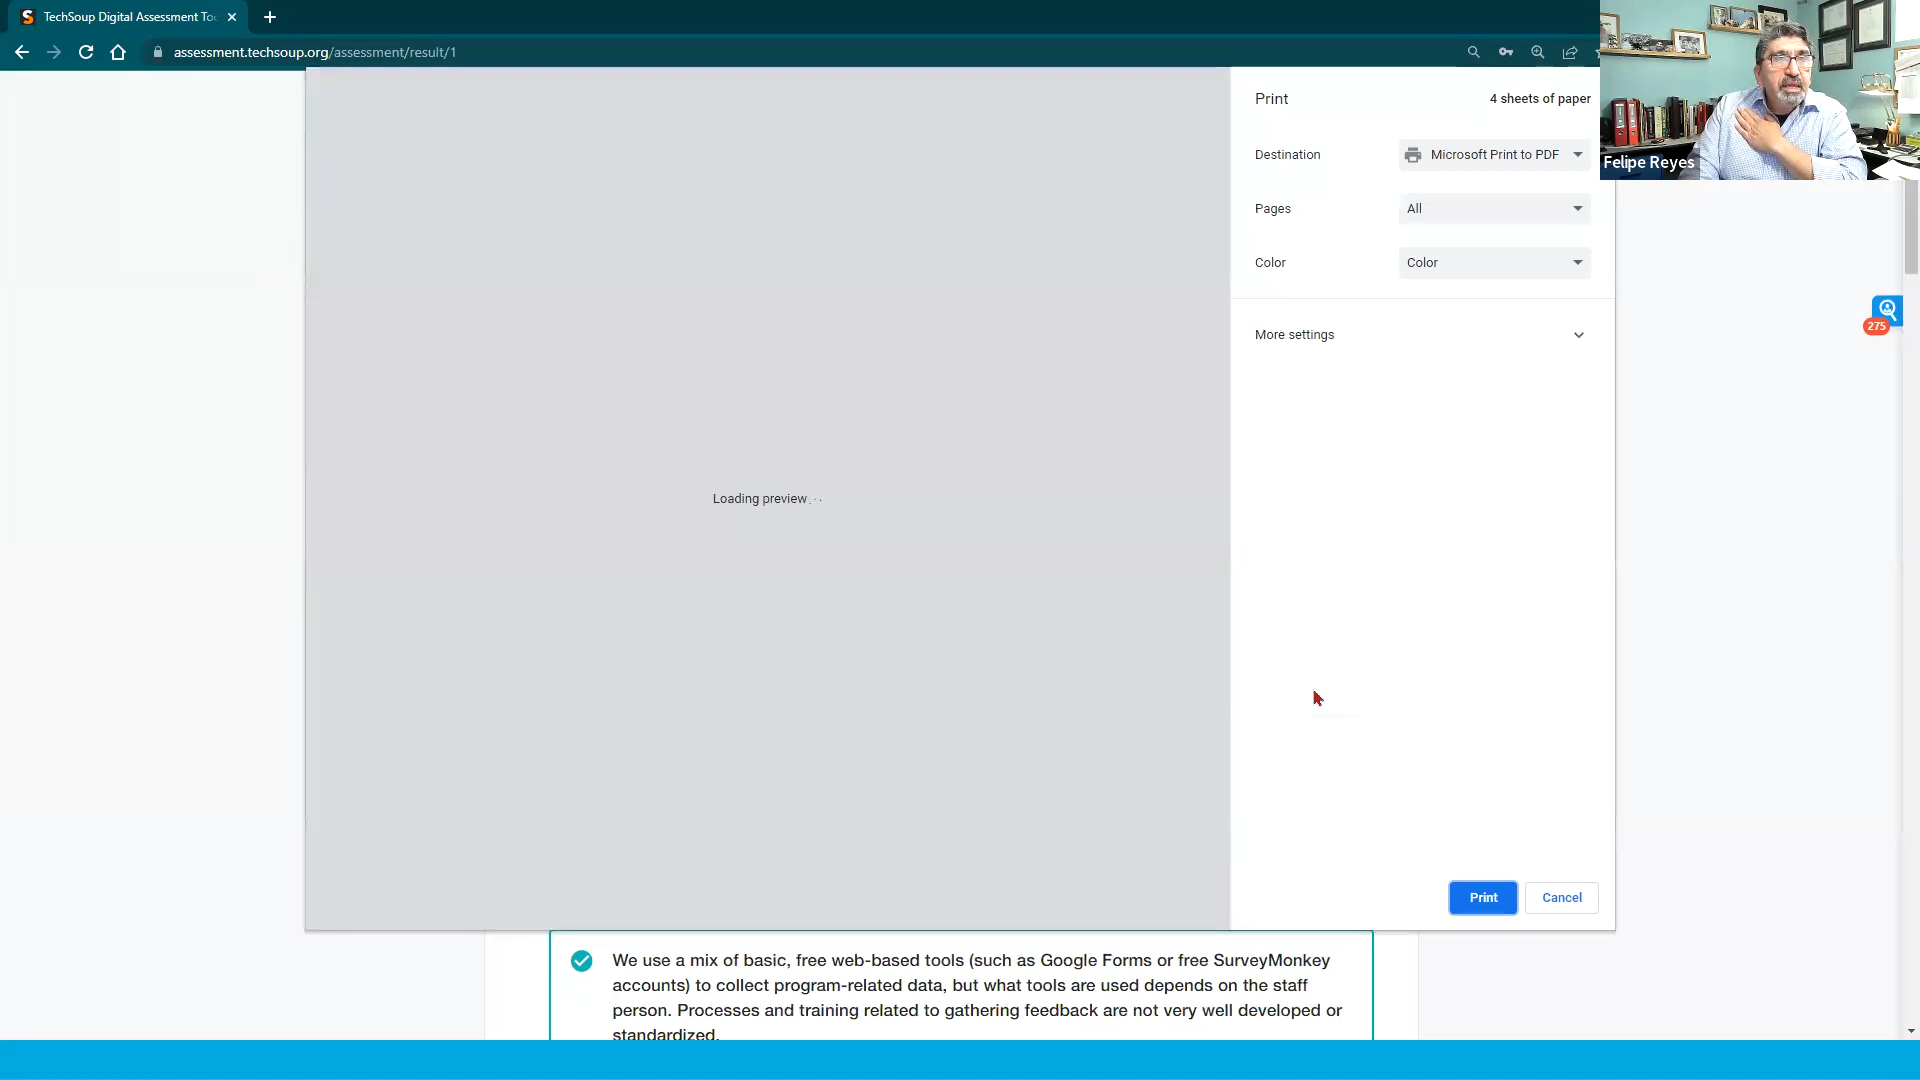 TechSoup Digital Assessment To
assessment.techsoup.org/assessment/result/1
Print
4 sheets of paper
Destination
Microsoft Print to PDF
Felipe Reyes
Pages
All
Color
Color
275
More settings
Loading preview...
Print
Cancel
We use a mix of basic, free web-based tools (such as Google Forms or free SurveyMonkey
accounts) to collect program-related data, but what tools are used depends on the staff
person. Processes and training related to gathering feedback are not very well developed or
standardized.